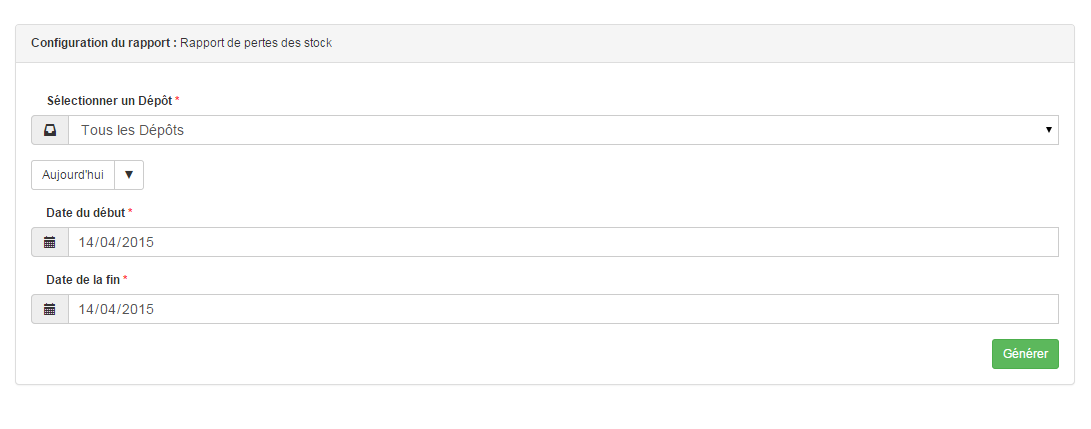 Configuration du rapport : Rapport de pertes des stock
Sélectionner un Dépôt *
Tous les Dépôts
Aujourd'hui
Date du début *
14/04/2015
Date de la fin *
14/04/2015
Générer